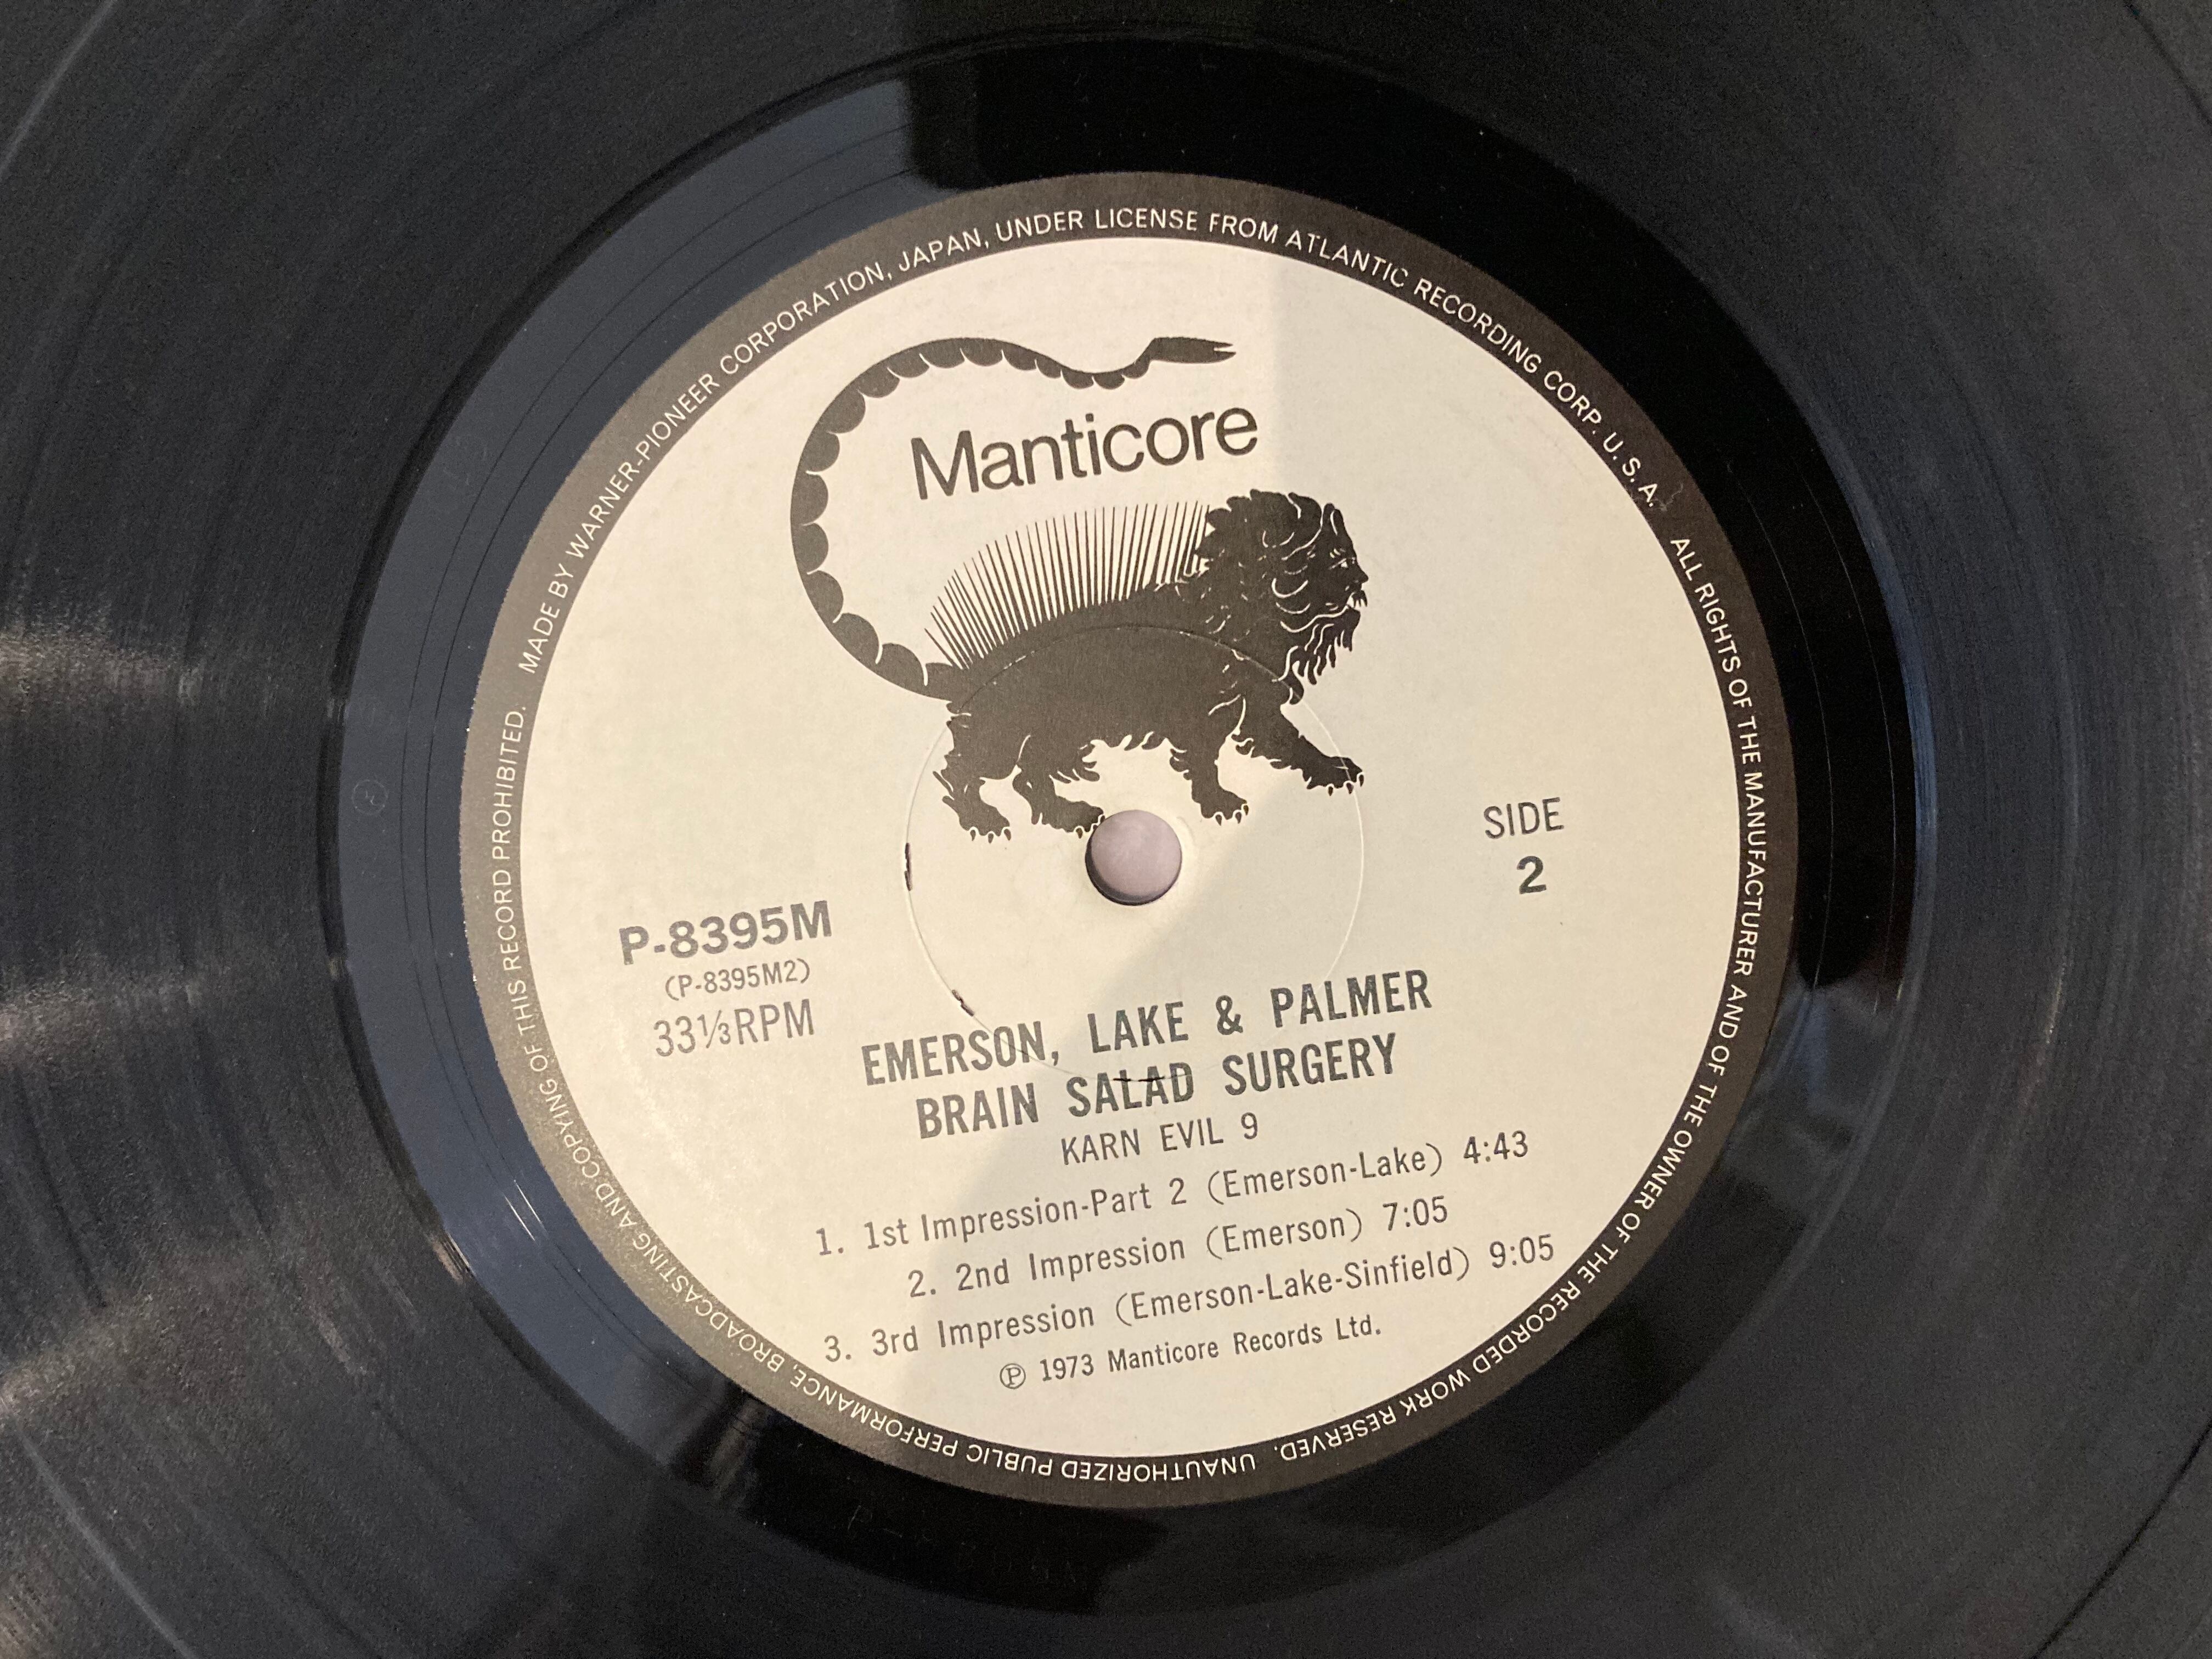 MADE BY WARNER-PIONEER CORPORATION, JAPAN, UNDER LICENSE FROM ATLANTIC RECORDING CORP. U.S.A. ALL RIGHTS OF THE MANUFACTURER AND OF THE OWNER OF THE RECORDED WORK RESERVED. UNAUTHORIZED PUBLIC PERFORMANCE, BROADCASTING AND COPYING OF THIS RECORD PROHIBITED.
Manticore
SIDE
2
P-8395M
(P-8395M2)
33⅓RPM
EMERSON, LAKE & PALMER
BRAIN SALAD SURGERY
KARN EVIL 9
1. 1st Impression-Part 2 (Emerson-Lake) 4:43
2. 2nd Impression (Emerson) 7:05
3. 3rd Impression (Emerson-Lake-Sinfield) 9:05
Ⓟ 1973 Manticore Records Ltd.